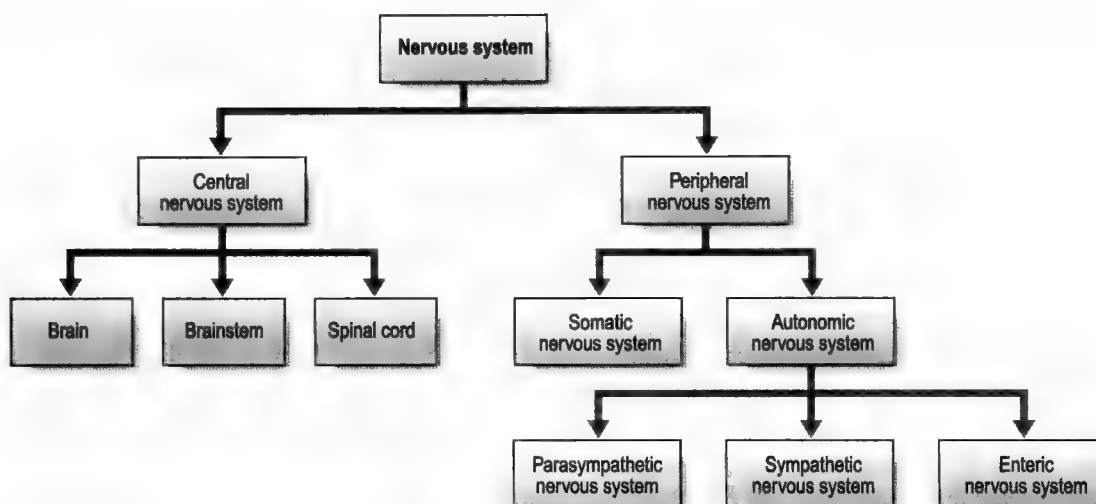 Nervous system
Central
nervous system
Peripheral
nervous system
Brain
Brainstem
Spinal cord
Somatic
nervous system
Autonomic
nervous system
Parasympathetic
nervous system
Sympathetic
nervous system
Enteric
nervous system